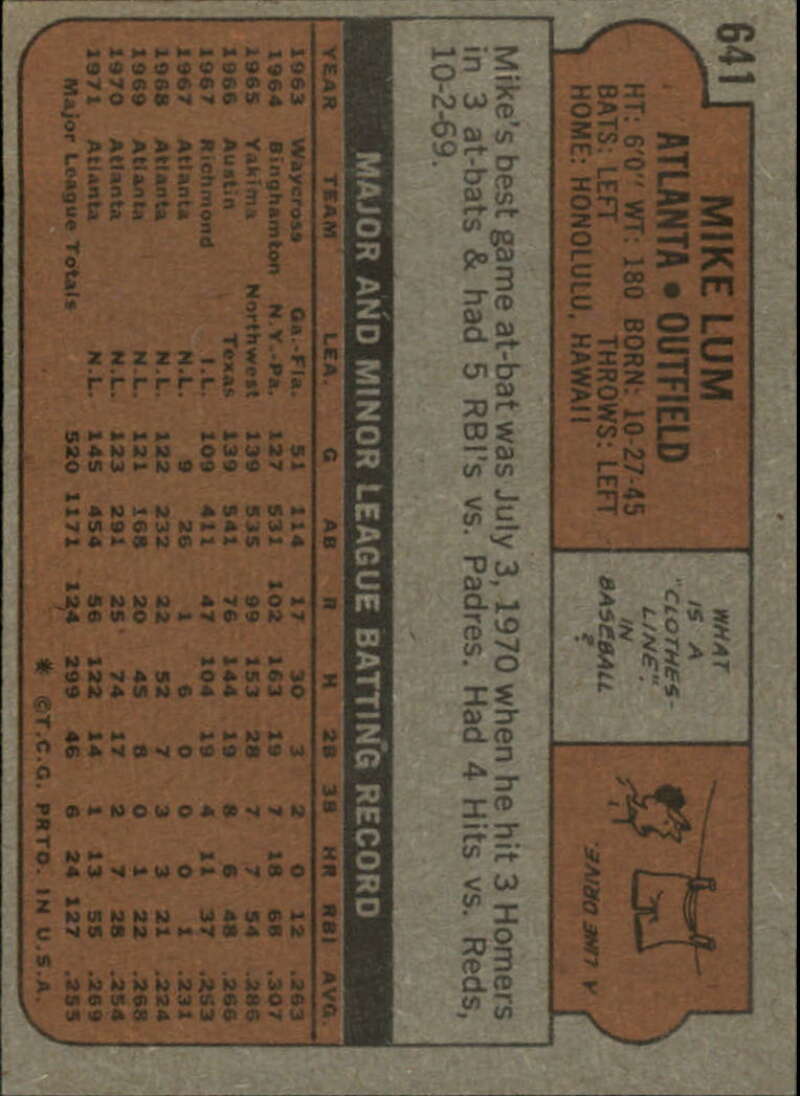 641
MIKE LUM
ATLANTA • OUTFIELD
HT: 6'0" WT: 180 BORN: 10-27-45
BATS: LEFT THROWS: LEFT
HOME: HONOLULU, HAWAII
WHAT
IS A
"CLOTHES-
LINE"
IN
BASEBALL
?
A LINE DRIVE.
Mike's best game at-bat was July 3, 1970 when he hit 3 Homers
in 3 at-bats & had 5 RBI's vs. Padres. Had 4 Hits vs. Reds,
10-2-69.
MAJOR AND MINOR LEAGUE BATTING RECORD
YEAR TEAM LEA. G AB R H 2B 3B HR RBI AVG.
1963 Waycross Ga.-Fla. 51 114 17 30 3 2 0 12 .263
1964 Binghamton N.Y.-Pa. 127 531 102 163 19 7 18 66 .307
1965 Yakima Northwest 139 535 99 153 28 7 7 54 .286
1966 Austin Texas 139 541 76 144 19 8 6 48 .266
1967 Richmond I.L. 109 411 47 104 19 4 11 37 .253
1967 Atlanta N.L. 9 26 1 6 0 0 0 1 .231
1968 Atlanta N.L. 122 232 22 52 7 3 3 21 .224
1969 Atlanta N.L. 121 168 20 45 8 0 1 22 .268
1970 Atlanta N.L. 123 291 25 74 17 2 7 28 .254
1971 Atlanta N.L. 145 454 56 122 14 1 13 55 .269
Major League Totals 520 1171 124 299 46 6 24 127 .255
* ©T.C.G. PRTD. IN U.S.A.